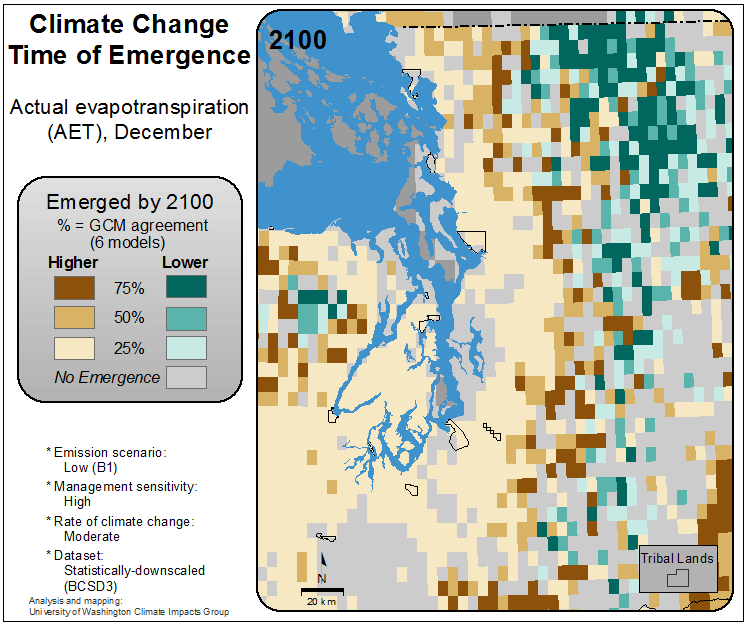 Climate Change
Time of Emergence
Actual evapotranspiration
(AET), December
Emerged by 2100
% = GCM agreement
(6 models)
Higher Lower
75%
50%
25%
No Emergence
* Emission scenario:
Low (B1)
* Management sensitivity:
High
* Rate of climate change:
Moderate
* Dataset:
Statistically-downscaled
(BCSD3)
Analysis and mapping:
University of Washington Climate Impacts Group
2100
N
20 km
Tribal Lands